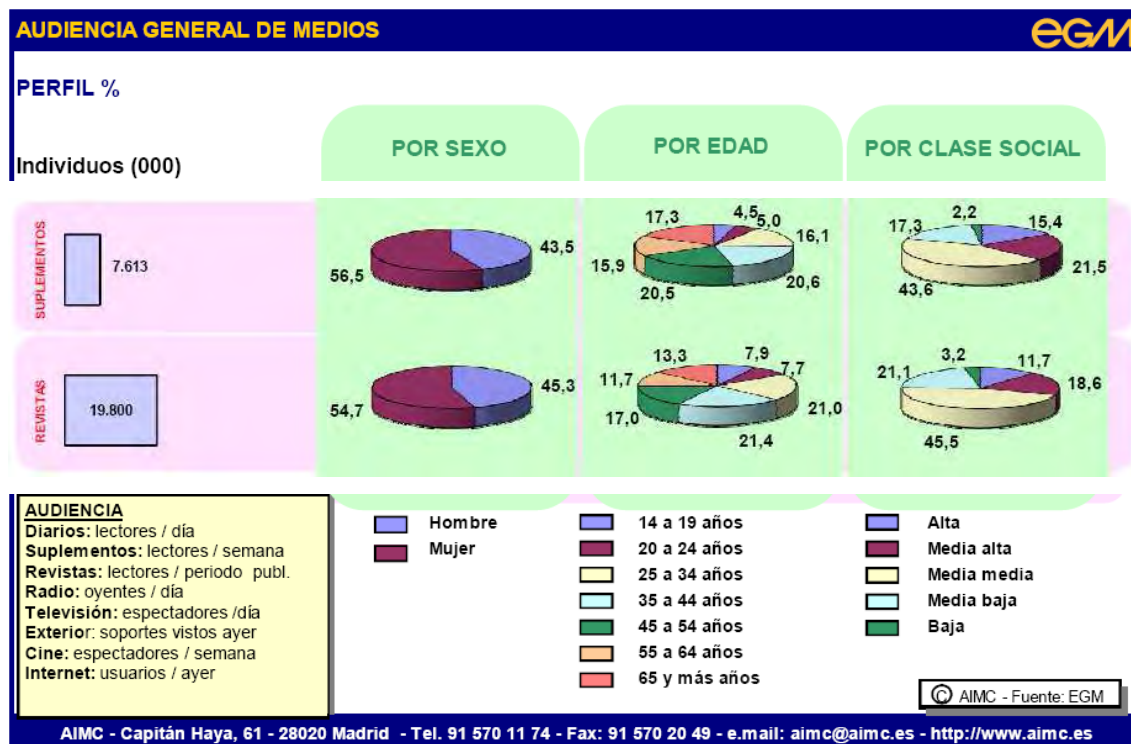 AUDIENCIA GENERAL DE MEDIOS
eGM
PERFIL %
Individuos (000)
POR SEXO
POR EDAD
POR CLASE SOCIAL
SUPLEMENTOS
7.613
43,5
56,5
4,5
5,0
16,1
20,6
20,5
15,9
17,3
2,2
15,4
21,5
43,6
17,3
REVISTAS
19.800
45,3
54,7
7,9
7,7
21,0
21,4
17,0
11,7
13,3
3,2
11,7
18,6
45,5
21,1
AUDIENCIA
Diarios: lectores / día
Suplementos: lectores / semana
Revistas: lectores / periodo publ.
Radio: oyentes / día
Televisión: espectadores /día
Exterior: soportes vistos ayer
Cine: espectadores / semana
Internet: usuarios / ayer
Hombre
Mujer
14 a 19 años
20 a 24 años
25 a 34 años
35 a 44 años
45 a 54 años
55 a 64 años
65 y más años
Alta
Media alta
Media media
Media baja
Baja
© AIMC - Fuente: EGM
AIMC - Capitán Haya, 61 - 28020 Madrid - Tel. 91 570 11 74 - Fax: 91 570 20 49 - e.mail: aimc@aimc.es - http://www.aimc.es